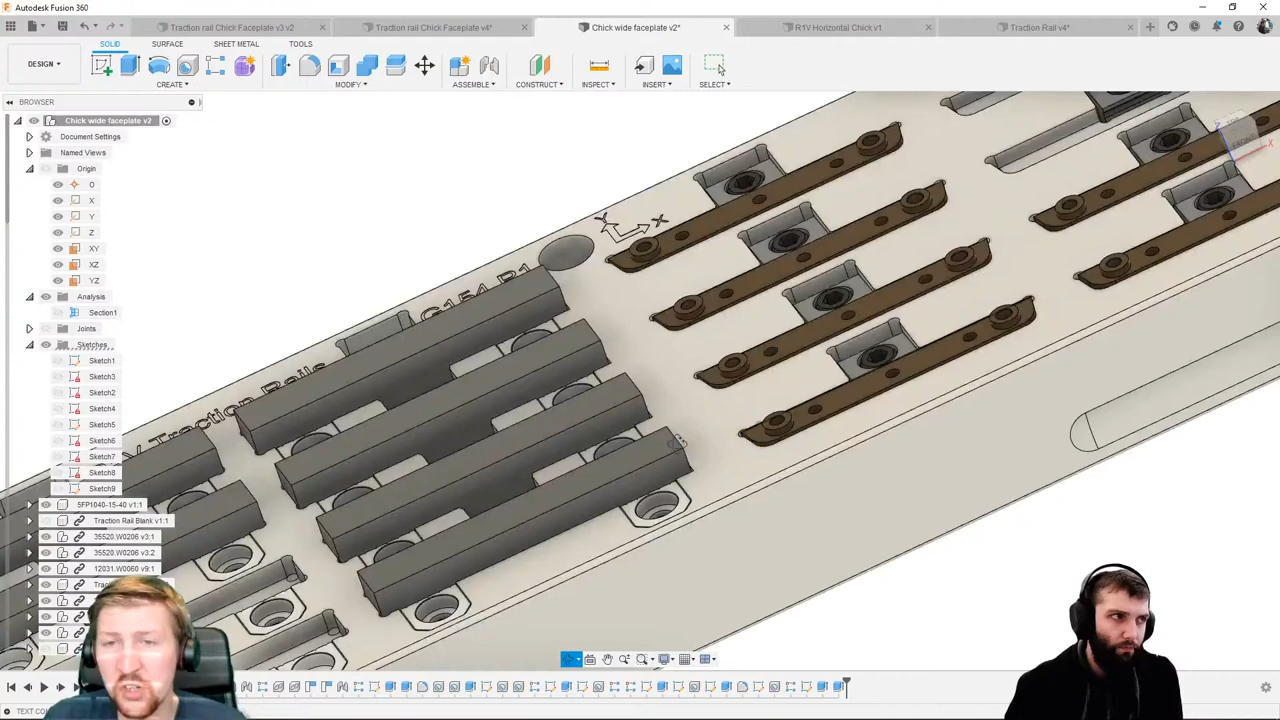 Autodesk Fusion 360
Traction rail Chick Faceplate v3 v2
Traction rail Chick Faceplate v4*
Chick wide faceplate v2*
R1V Horizontal Chick v1
Traction Rail v4*
SOLID
SURFACE
SHEET METAL
TOOLS
DESIGN
CREATE
MODIFY
ASSEMBLE
CONSTRUCT
INSPECT
INSERT
SELECT
BROWSER
Chick wide faceplate v2
Document Settings
Named Views
Origin
O
X
Y
Z
XY
XZ
YZ
Analysis
Section1
Joints
Sketches
Sketch1
Sketch3
Sketch2
Sketch4
Sketch5
Sketch6
Sketch7
Sketch8
Sketch9
5FP1040-15-40 v1:1
Traction Rail Blank v1:1
35520.W0206 v3:1
35520.W0206 v3:2
12031.W0060 v9:1
Y
X
G154 P1
Traction Rails
FRONT
X